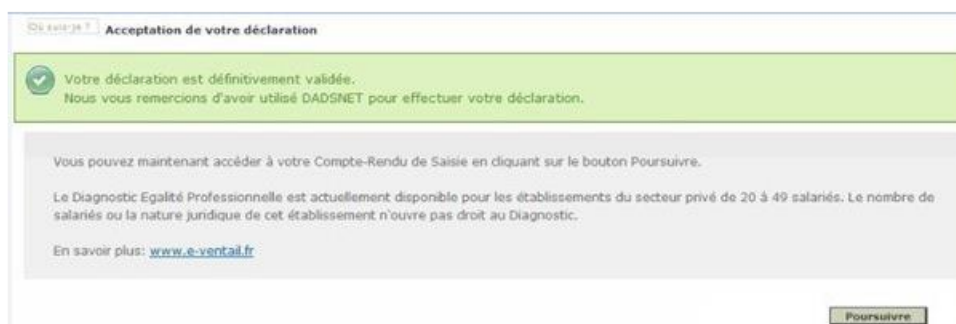 Où suis-je ?
Acceptation de votre déclaration
Votre déclaration est définitivement validée.
Nous vous remercions d'avoir utilisé DADSNET pour effectuer votre déclaration.
Vous pouvez maintenant accéder à votre Compte-Rendu de Saisie en cliquant sur le bouton Poursuivre.
Le Diagnostic Egalité Professionnelle est actuellement disponible pour les établissements du secteur privé de 20 à 49 salariés. Le nombre de
salariés ou la nature juridique de cet établissement n'ouvre pas droit au Diagnostic.
En savoir plus: www.e-ventail.fr
Poursuivre